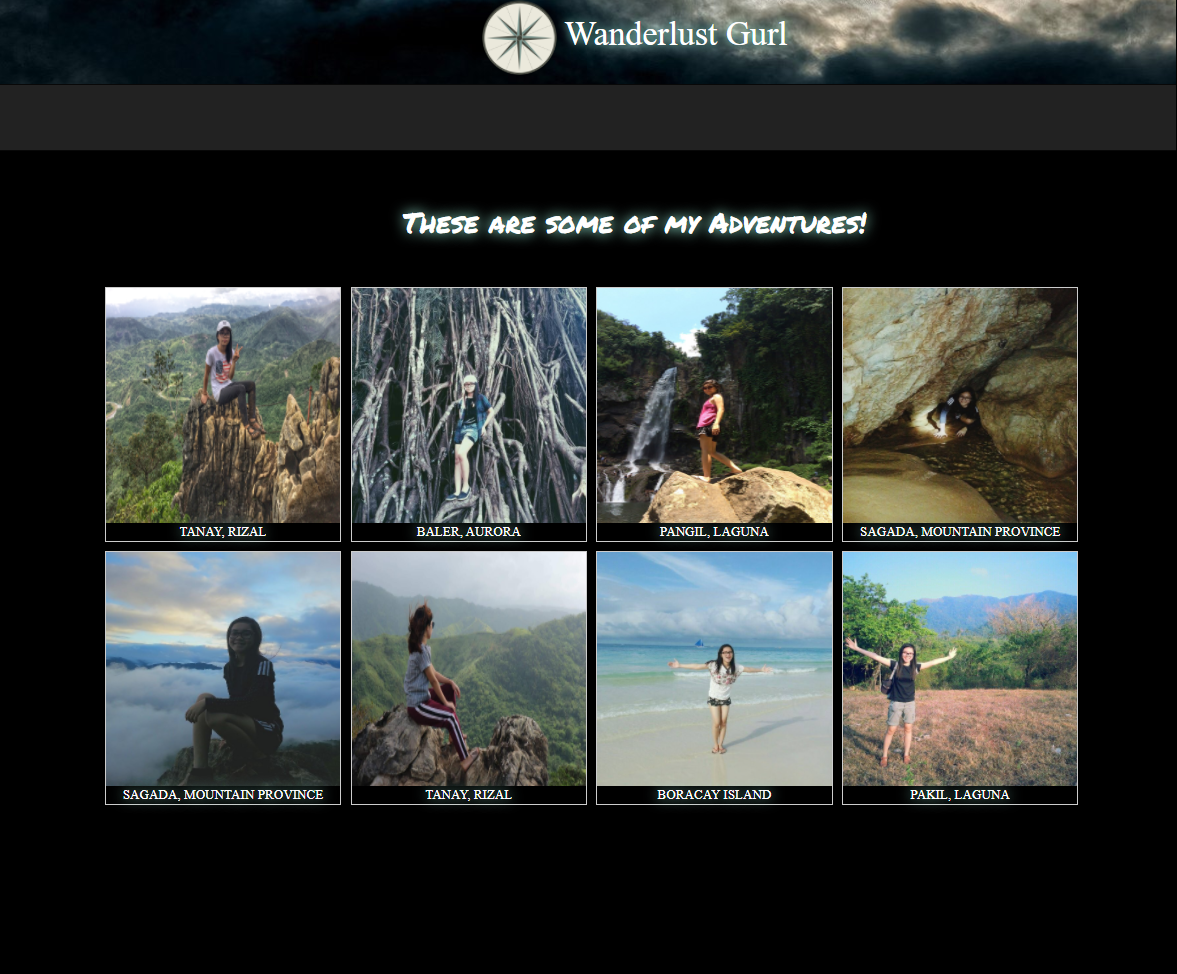 Wanderlust Gurl
These are some of my Adventures!
TANAY, RIZAL
BALER, AURORA
PANGIL, LAGUNA
SAGADA, MOUNTAIN PROVINCE
SAGADA, MOUNTAIN PROVINCE
TANAY, RIZAL
BORACAY ISLAND
PAKIL, LAGUNA